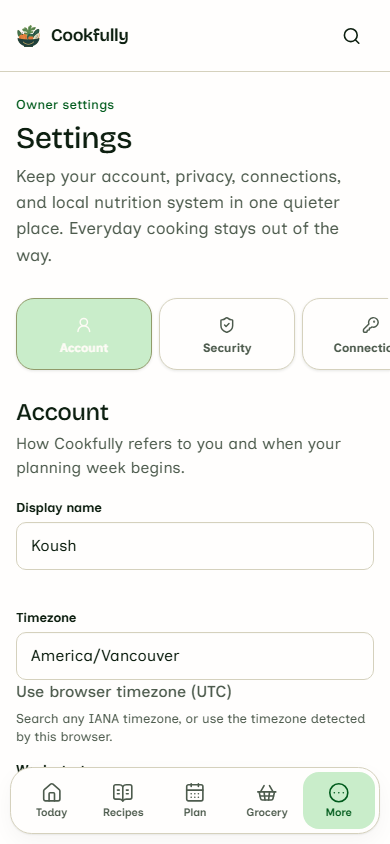 Cookfully
Owner settings
Settings
Keep your account, privacy, connections,
and local nutrition system in one quieter
place. Everyday cooking stays out of the
way.
Account
Security
Account
How Cookfully refers to you and when your
planning week begins.
Display name
Koush
Timezone
America/Vancouver
Use browser timezone (UTC)
Search any IANA timezone, or use the timezone detected
by this browser.
Today
Recipes
Plan
Grocery
More